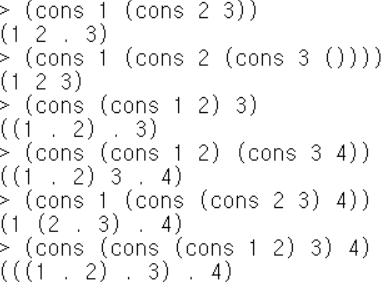 > (cons 1 (cons 2 3))
(1 2 . 3)
> (cons 1 (cons 2 (cons 3 ())))
(1 2 3)
> (cons (cons 1 2) 3)
((1 . 2) . 3)
> (cons (cons 1 2) (cons 3 4))
((1 . 2) 3 . 4)
> (cons 1 (cons (cons 2 3) 4))
(1 (2 . 3) . 4)
> (cons (cons (cons 1 2) 3) 4)
(((1 . 2) . 3) . 4)